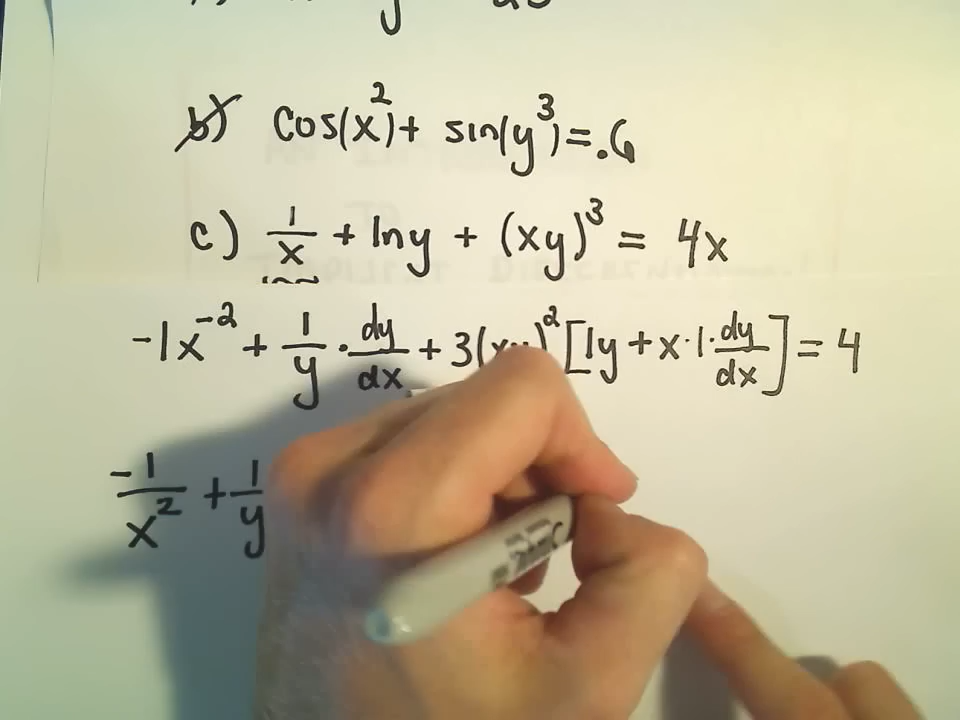 b) cos(x²) + sin(y³) = .6
c) 1/x + ln y + (xy)³ = 4x
-1x⁻² + 1/y · dy/dx + 3(xy)² [1y + x·1· dy/dx] = 4
-1/x² + 1/y